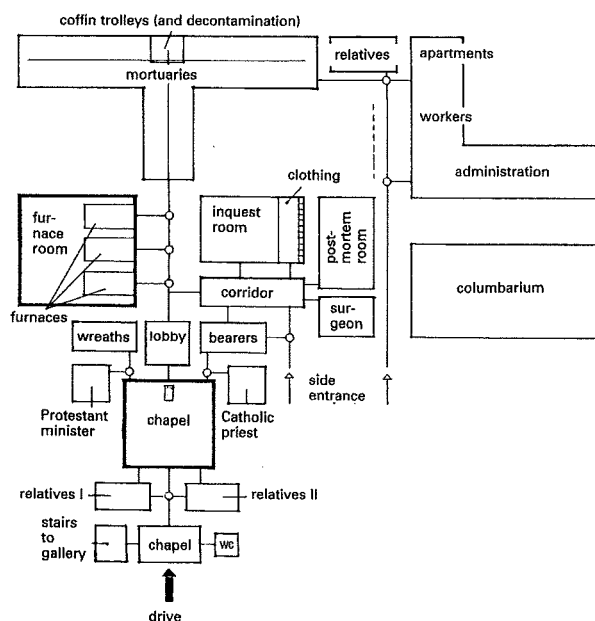 coffin trolleys (and decontamination)
relatives
apartments
mortuaries
workers
administration
clothing
inquest
room
fur-
nace
room
post-
mortem
room
columbarium
corridor
furnaces
sur-
geon
wreaths
lobby
bearers
side
entrance
Protestant
minister
chapel
Catholic
priest
relatives I
relatives II
stairs
to
gallery
chapel
wc
drive